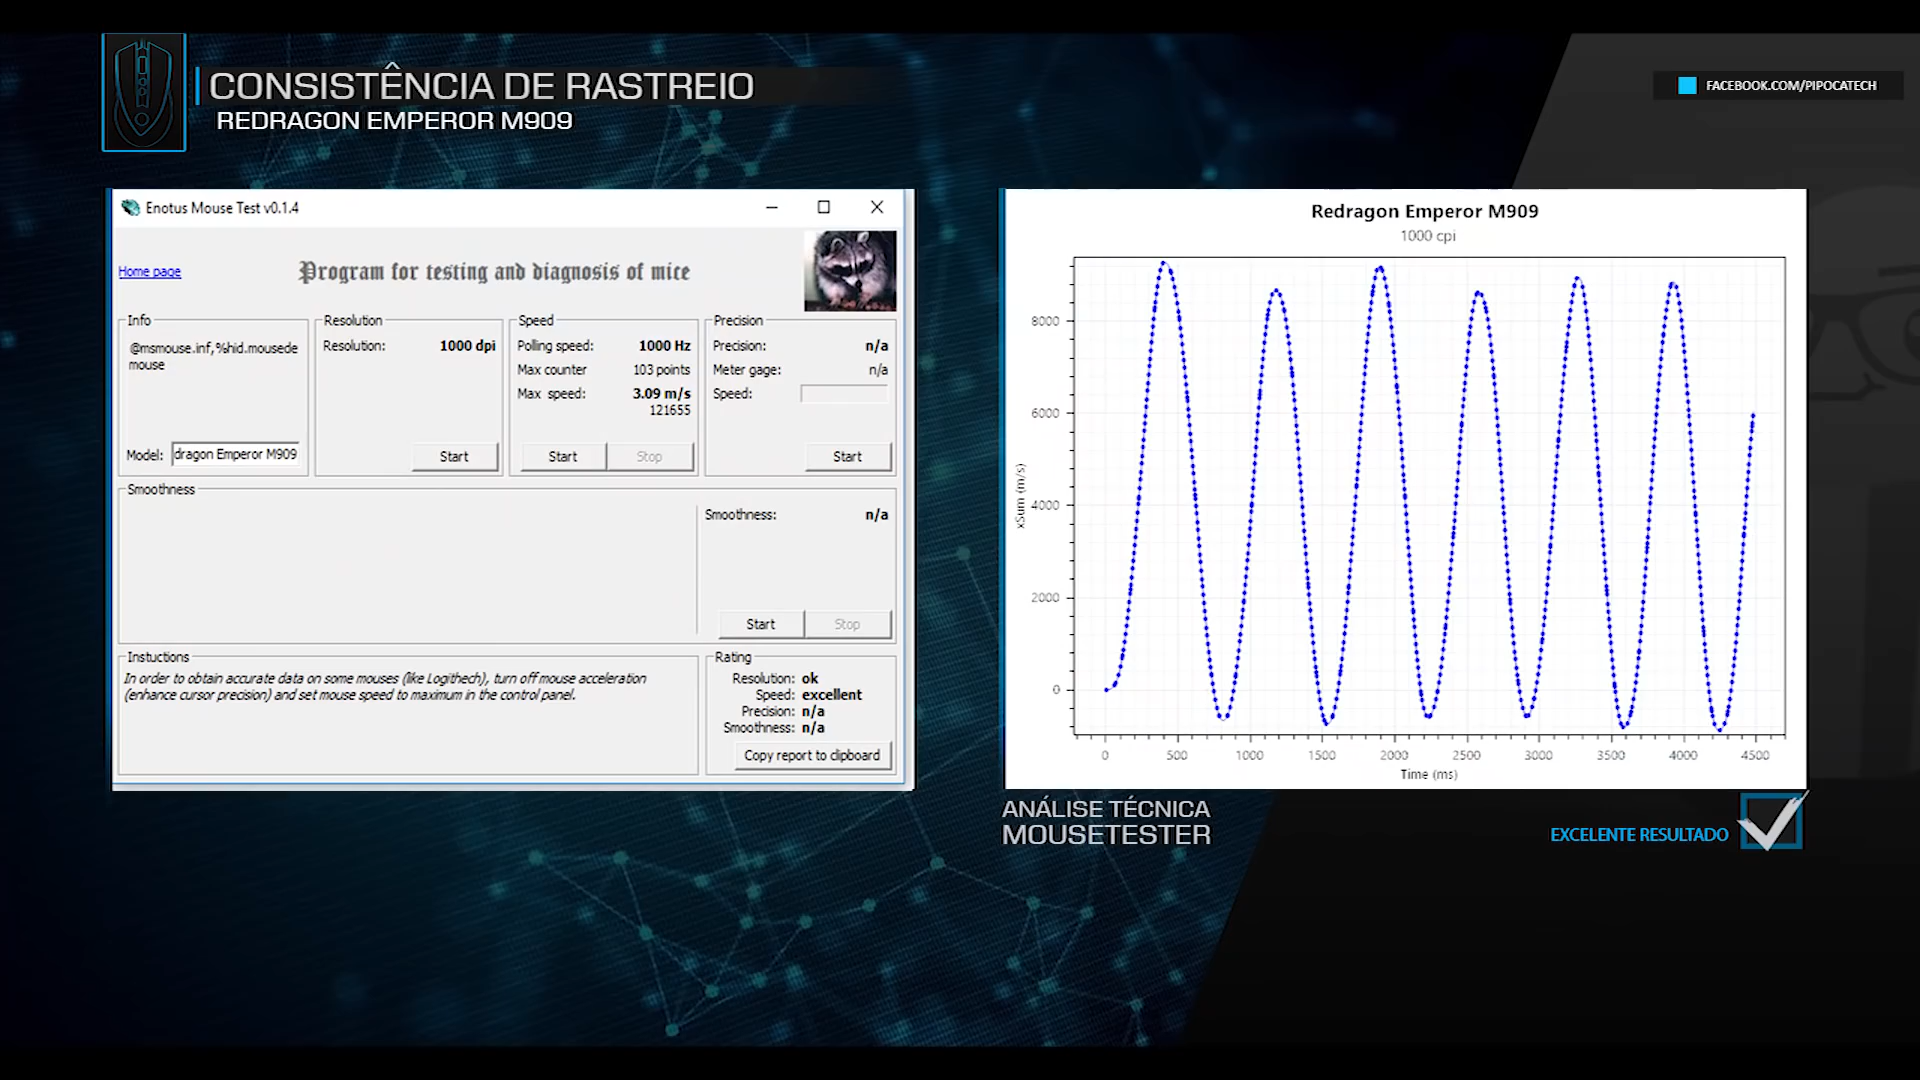 CONSISTÊNCIA DE RASTREIO
REDRAGON EMPEROR M909
FACEBOOK.COM/PIPOCATECH
Enotus Mouse Test v0.1.4
Home page
Program for testing and diagnosis of mice
Info
@msmouse.inf,%hid.mousede
mouse
Model: dragon Emperor M909
Resolution
Resolution: 1000 dpi
Start
Speed
Polling speed: 1000 Hz
Max counter 103 points
Max speed: 3.09 m/s
121655
Start Stop
Precision
Precision: n/a
Meter gage: n/a
Speed:
Start
Smoothness
Smoothness: n/a
Start Stop
Instuctions
In order to obtain accurate data on some mouses (like Logithech), turn off mouse acceleration
(enhance cursor precision) and set mouse speed to maximum in the control panel.
Rating
Resolution: ok
Speed: excellent
Precision: n/a
Smoothness: n/a
Copy report to clipboard
Redragon Emperor M909
1000 cpi
8000
6000
4000
2000
0
xSum (m/s)
0 500 1000 1500 2000 2500 3000 3500 4000 4500
Time (ms)
ANÁLISE TÉCNICA
MOUSETESTER
EXCELENTE RESULTADO